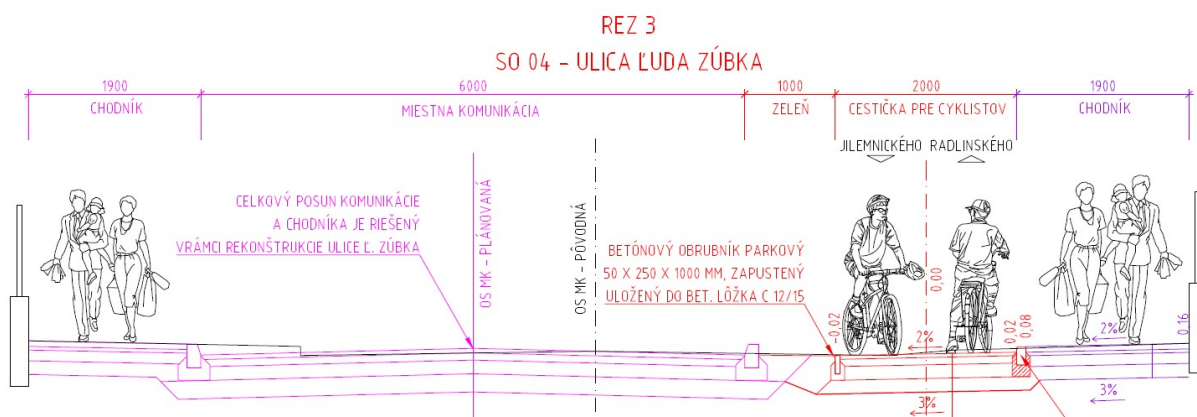 REZ 3
SO 04 - ULICA ĽUDA ZÚBKA
1900
6000
1000
2000
1900
CHODNÍK
MIESTNA KOMUNIKÁCIA
ZELEŇ
CESTIČKA PRE CYKLISTOV
CHODNÍK
JILEMNICKÉHO RADLINSKÉHO
CELKOVÝ POSUN KOMUNIKÁCIE
A CHODNÍKA JE RIEŠENÝ
VRÁMCI REKONŠTRUKCIE ULICE Ľ. ZÚBKA
OS MK - PLÁNOVANÁ
OS MK - PÔVODNÁ
BETÓNOVÝ OBRUBNÍK PARKOVÝ
50 X 250 X 1000 MM, ZAPUSTENÝ
ULOŽENÝ DO BET. LÔŽKA C 12/15
-0,02
0,00
0,02
0,08
0,16
2%
2%
3%
3%